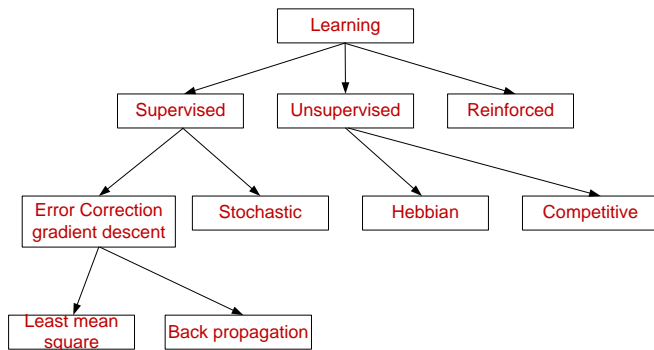 Learning
Supervised
Unsupervised
Reinforced
Error Correction
gradient descent
Stochastic
Hebbian
Competitive
Least mean
square
Back propagation